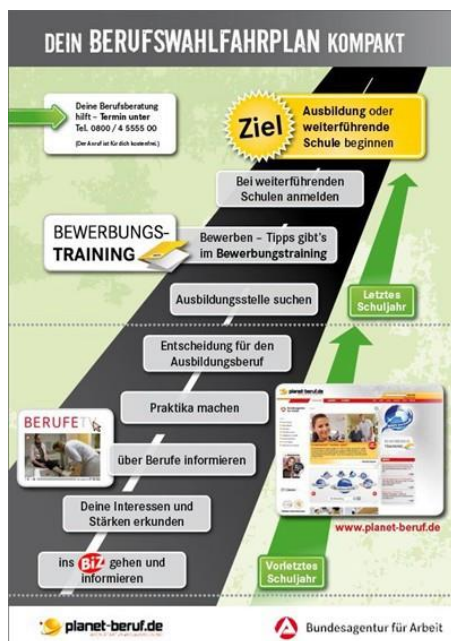 DEIN BERUFSWAHLFAHRPLAN KOMPAKT
Deine Berufsberatung
hilft – Termin unter
Tel. 0800 / 4 5555 00
(Der Anruf ist für dich kostenfrei.)
Ziel
Ausbildung oder
weiterführende
Schule beginnen
Bei weiterführenden
Schulen anmelden
BEWERBUNGS-
TRAINING
Bewerben – Tipps gibt's
im Bewerbungstraining
Ausbildungsstelle suchen
Letztes
Schuljahr
Entscheidung für den
Ausbildungsberuf
Praktika machen
planet-beruf.de
BERUFETV
über Berufe informieren
www.planet-beruf.de
Deine Interessen und
Stärken erkunden
ins BiZ gehen und
informieren
Vorletztes
Schuljahr
planet-beruf.de
Bundesagentur für Arbeit